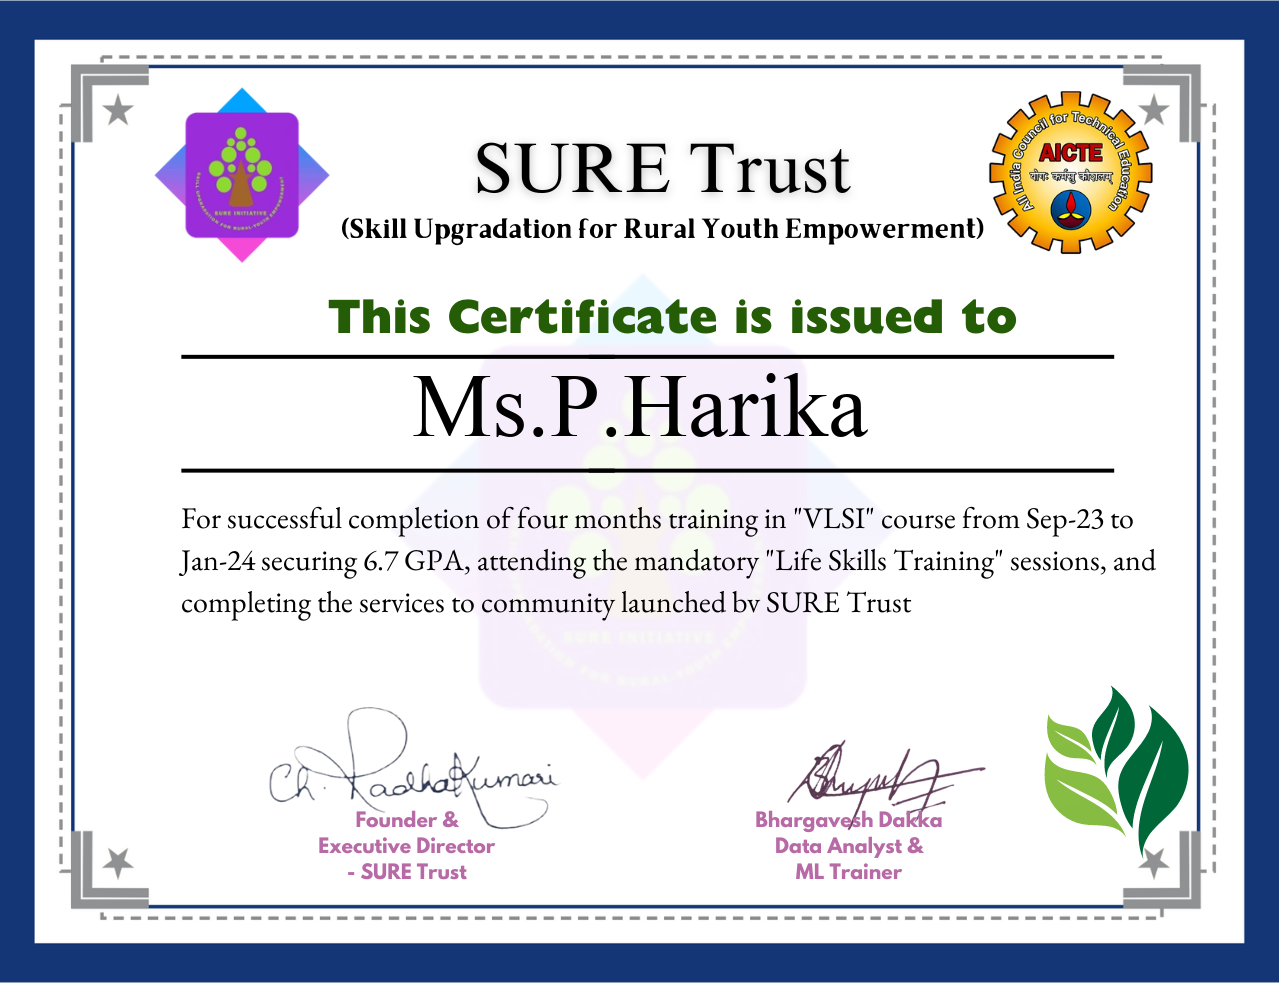 SURE Trust
(Skill Upgradation for Rural Youth Empowerment)
SKILL UPGRADATION FOR RURAL-YOUTH EMPOWERMENT
SURE INITIATIVE
All India Council for Technical Education
AICTE
योगः कर्मसु कौशलम्
This Certificate is issued to
Ms.P.Harika
For successful completion of four months training in "VLSI" course from Sep-23 to
Jan-24 securing 6.7 GPA, attending the mandatory "Life Skills Training" sessions, and
completing the services to community launched by SURE Trust
SURE INITIATIVE
Ch. RadhaKumari
Founder &
Executive Director
- SURE Trust
Bhargavesh Dakka
Data Analyst &
ML Trainer